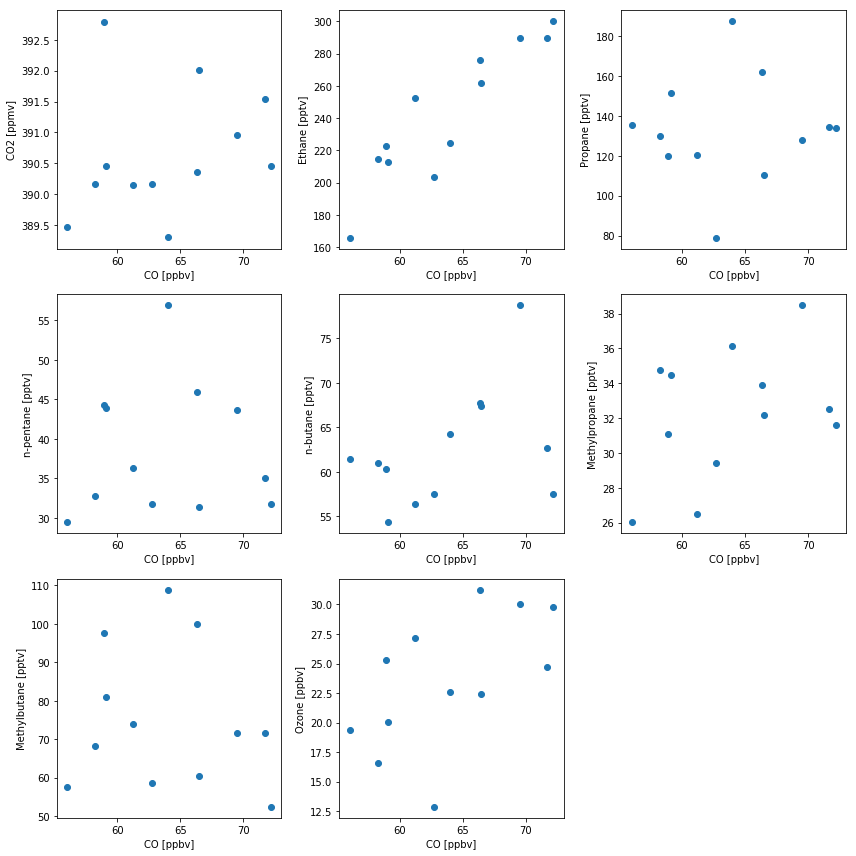 CO2 [ppmv]
392.5
392.0
391.5
391.0
390.5
390.0
389.5
60 65 70
CO [ppbv]
Ethane [pptv]
300
280
260
240
220
200
180
160
60 65 70
CO [ppbv]
Propane [pptv]
180
160
140
120
100
80
60 65 70
CO [ppbv]
n-pentane [pptv]
55
50
45
40
35
30
60 65 70
CO [ppbv]
n-butane [pptv]
75
70
65
60
55
60 65 70
CO [ppbv]
Methylpropane [pptv]
38
36
34
32
30
28
26
60 65 70
CO [ppbv]
Methylbutane [pptv]
110
100
90
80
70
60
50
60 65 70
CO [ppbv]
Ozone [ppbv]
30.0
27.5
25.0
22.5
20.0
17.5
15.0
12.5
60 65 70
CO [ppbv]